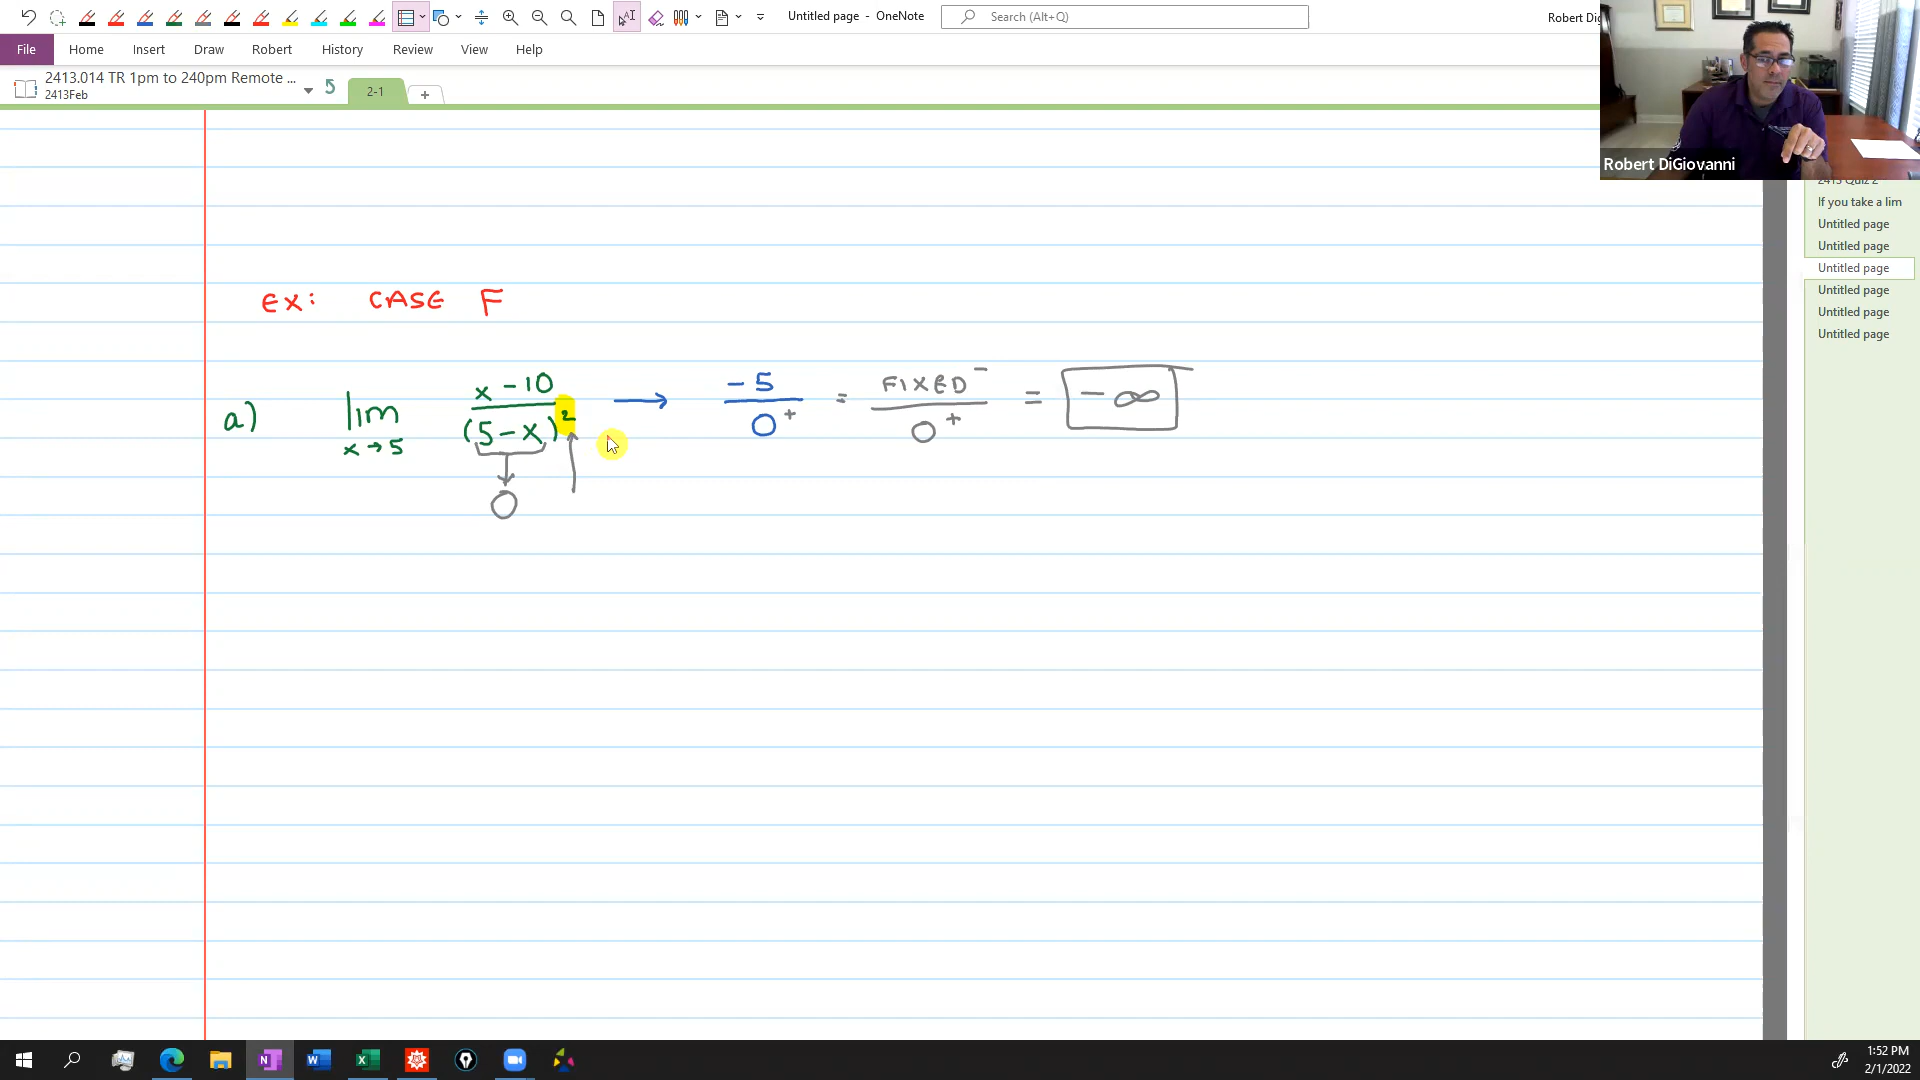 Untitled page - OneNote
Search (Alt+Q)
File Home Insert Draw Robert History Review View Help
Robert DiGiovanni
2413.014 TR 1pm to 240pm Remote ...
2413Feb
2-1
If you take a lim
Untitled page
Untitled page
Untitled page
Untitled page
Untitled page
Untitled page
EX: CASE F
a) lim x→5 x - 10 / (5 - x)² → -5 / 0⁺ = FIXED⁻ / 0⁺ = - ∞
0
1:52 PM
2/1/2022